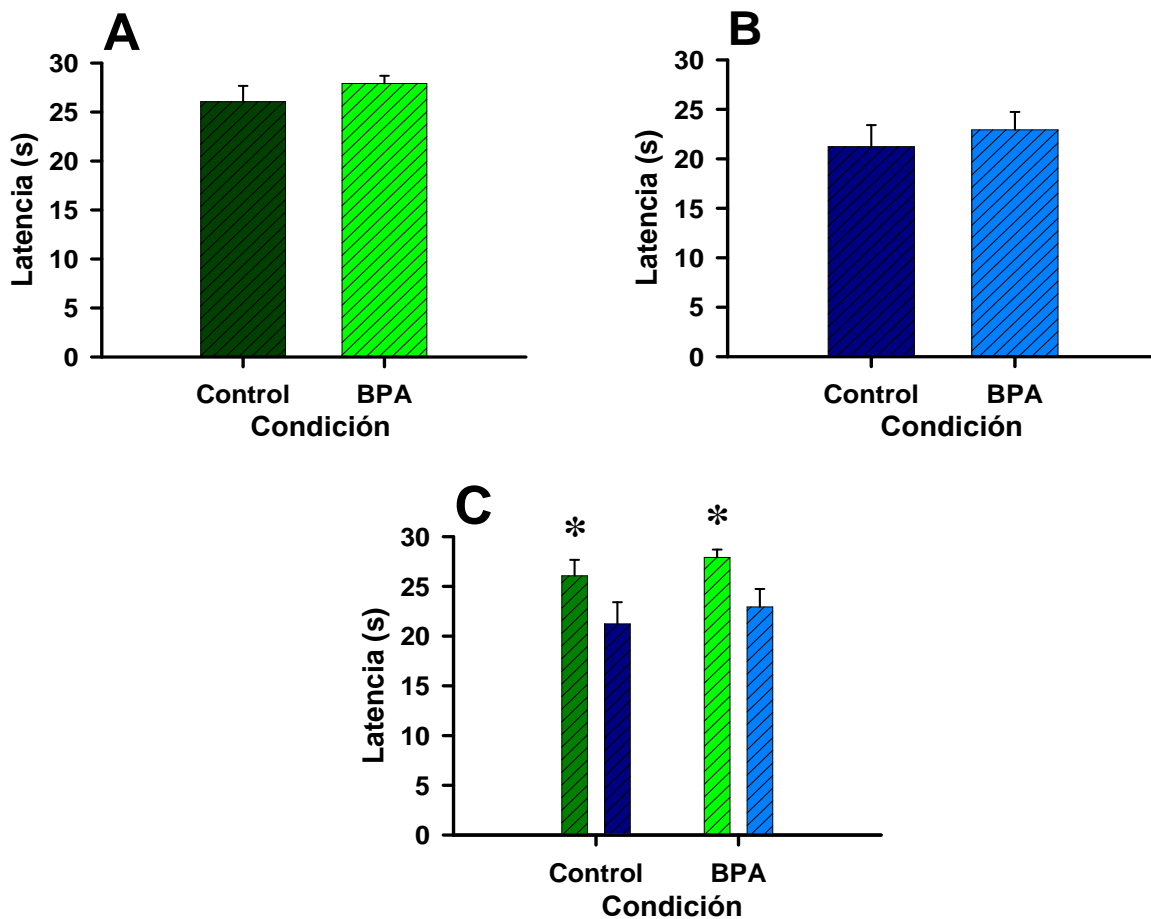 A
30
25
20
15
10
5
0
Latencia (s)
Control BPA
Condición
B
30
25
20
15
10
5
0
Latencia (s)
Control BPA
Condición
C
* *
30
25
20
15
10
5
0
Latencia (s)
Control BPA
Condición